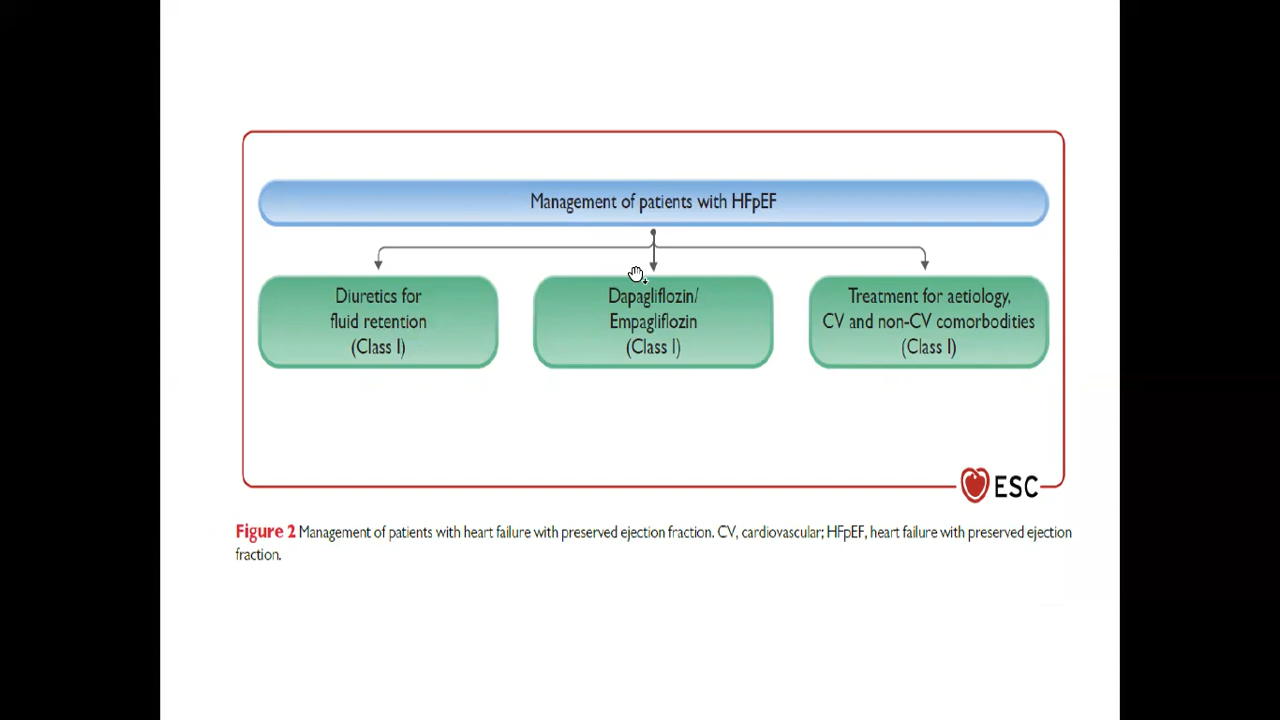 Management of patients with HFpEF
Diuretics for
fluid retention
(Class I)
Dapagliflozin/
Empagliflozin
(Class I)
Treatment for aetiology,
CV and non-CV comorbodities
(Class I)
ESC
Figure 2 Management of patients with heart failure with preserved ejection fraction. CV, cardiovascular; HFpEF, heart failure with preserved ejection
fraction.